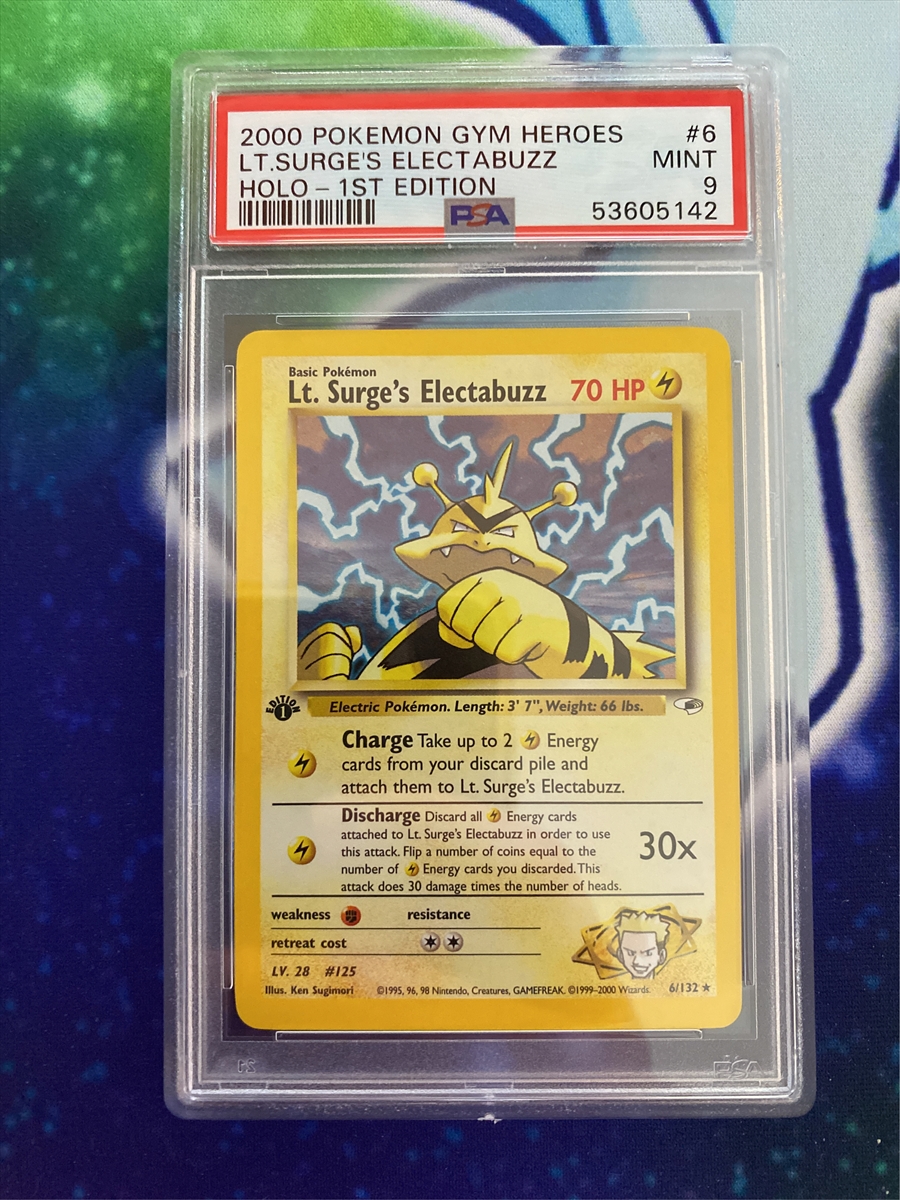 2000 POKEMON GYM HEROES #6
LT.SURGE'S ELECTABUZZ MINT
HOLO - 1ST EDITION 9
PSA 53605142
Basic Pokémon
Lt. Surge's Electabuzz 70 HP
EDITION 1
Electric Pokémon. Length: 3' 7", Weight: 66 lbs.
Charge Take up to 2 Energy
cards from your discard pile and
attach them to Lt. Surge's Electabuzz.
Discharge Discard all Energy cards
attached to Lt. Surge's Electabuzz in order to use
this attack. Flip a number of coins equal to the
number of Energy cards you discarded. This
attack does 30 damage times the number of heads.
30x
weakness resistance
retreat cost
LV. 28 #125
Illus. Ken Sugimori ©1995, 96, 98 Nintendo, Creatures, GAMEFREAK. ©1999-2000 Wizards. 6/132 ★
PSA